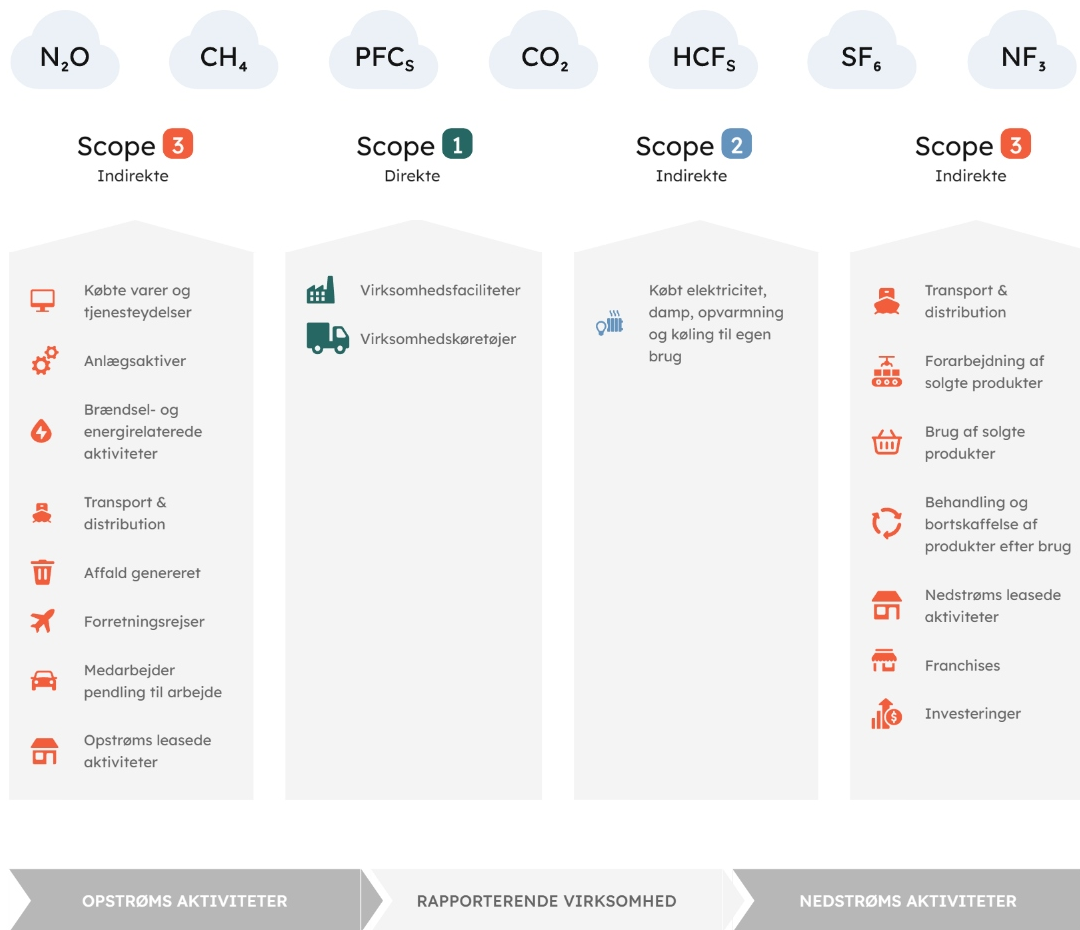 N₂O
CH₄
PFCs
CO₂
HCFs
SF₆
NF₃
Scope 3
Indirekte
Købte varer og
tjenesteydelser
Anlægsaktiver
Brændsel- og
energirelaterede
aktiviteter
Transport &
distribution
Affald genereret
Forretningsrejser
Medarbejder
pendling til arbejde
Opstrøms leasede
aktiviteter
Scope 1
Direkte
Virksomhedsfaciliteter
Virksomhedskøretøjer
Scope 2
Indirekte
Købt elektricitet,
damp, opvarmning
og køling til egen
brug
Scope 3
Indirekte
Transport &
distribution
Forarbejdning af
solgte produkter
Brug af solgte
produkter
Behandling og
bortskaffelse af
produkter efter brug
Nedstrøms leasede
aktiviteter
Franchises
$
Investeringer
OPSTRØMS AKTIVITETER
RAPPORTERENDE VIRKSOMHED
NEDSTRØMS AKTIVITETER